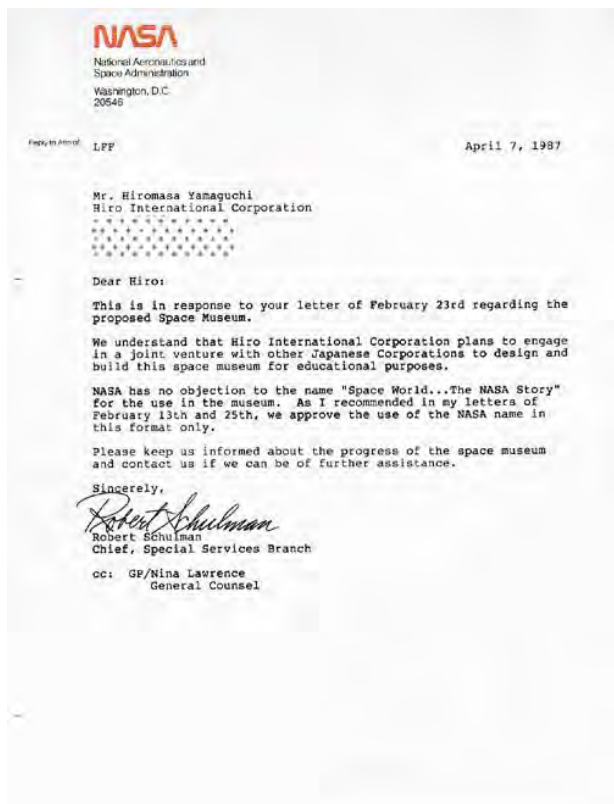 NASA
National Aeronautics and
Space Administration
Washington, D.C.
20546
Reply to Attn of: LFF
April 7, 1987
Mr. Hiromasa Yamaguchi
Hiro International Corporation
Dear Hiro:
This is in response to your letter of February 23rd regarding the
proposed Space Museum.
We understand that Hiro International Corporation plans to engage
in a joint venture with other Japanese Corporations to design and
build this space museum for educational purposes.
NASA has no objection to the name "Space World...The NASA Story"
for the use in the museum. As I recommended in my letters of
February 13th and 25th, we approve the use of the NASA name in
this format only.
Please keep us informed about the progress of the space museum
and contact us if we can be of further assistance.
Sincerely,
Robert Schulman
Robert Schulman
Chief, Special Services Branch
cc: GP/Nina Lawrence
General Counsel